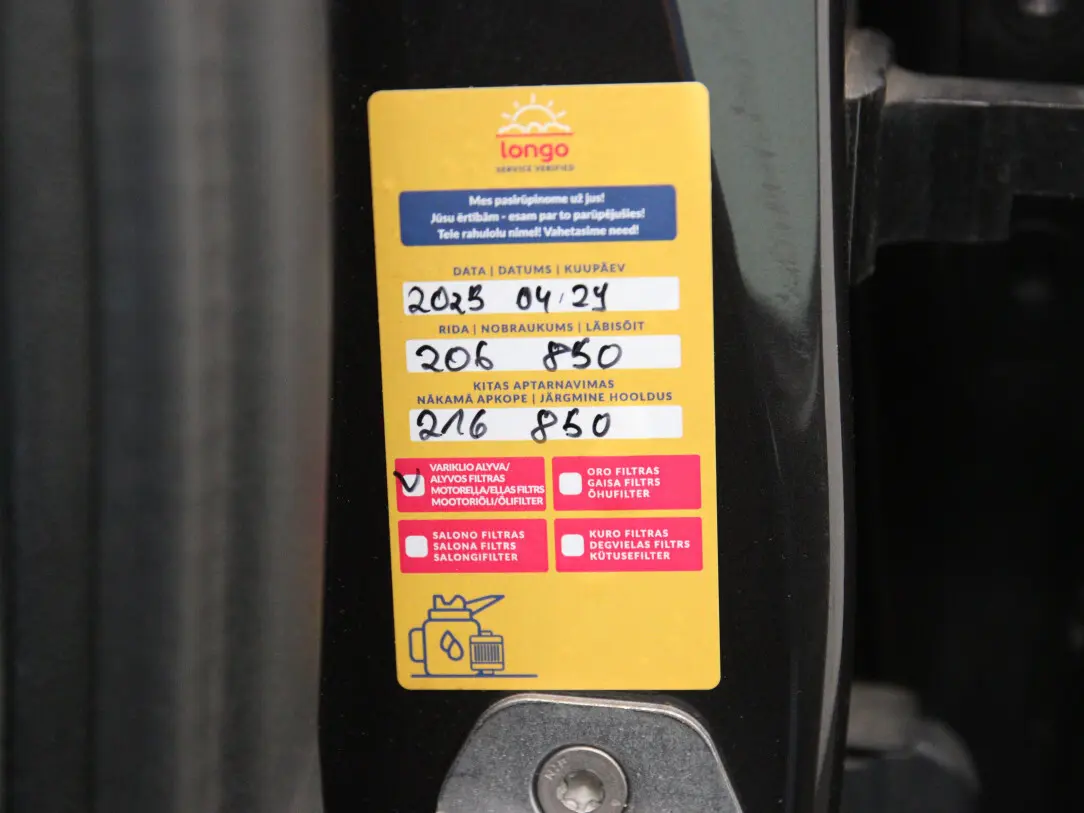 longo
SERVICE VERIFIED
Mes pasirūpinome už jus!
Jūsu ērtībām - esam par to parūpējušies!
Teie rahulolu nimel! Vahetasime need!
DATA | DATUMS | KUUPÄEV
2025 04.24
RIDA | NOBRAUKUMS | LÄBISÕIT
206 850
KITAS APTARNAVIMAS
NĀKAMĀ APKOPE | JÄRGMINE HOOLDUS
216 850
VARIKLIO ALYVA/
ALYVOS FILTRAS
MOTOREĻĻA/EĻĻAS FILTRS
MOOTORIÕLI/ÕLIFILTER
ORO FILTRAS
GAISA FILTRS
ÕHUFILTER
SALONO FILTRAS
SALONA FILTRS
SALONGIFILTER
KURO FILTRAS
DEGVIELAS FILTRS
KÜTUSEFILTER